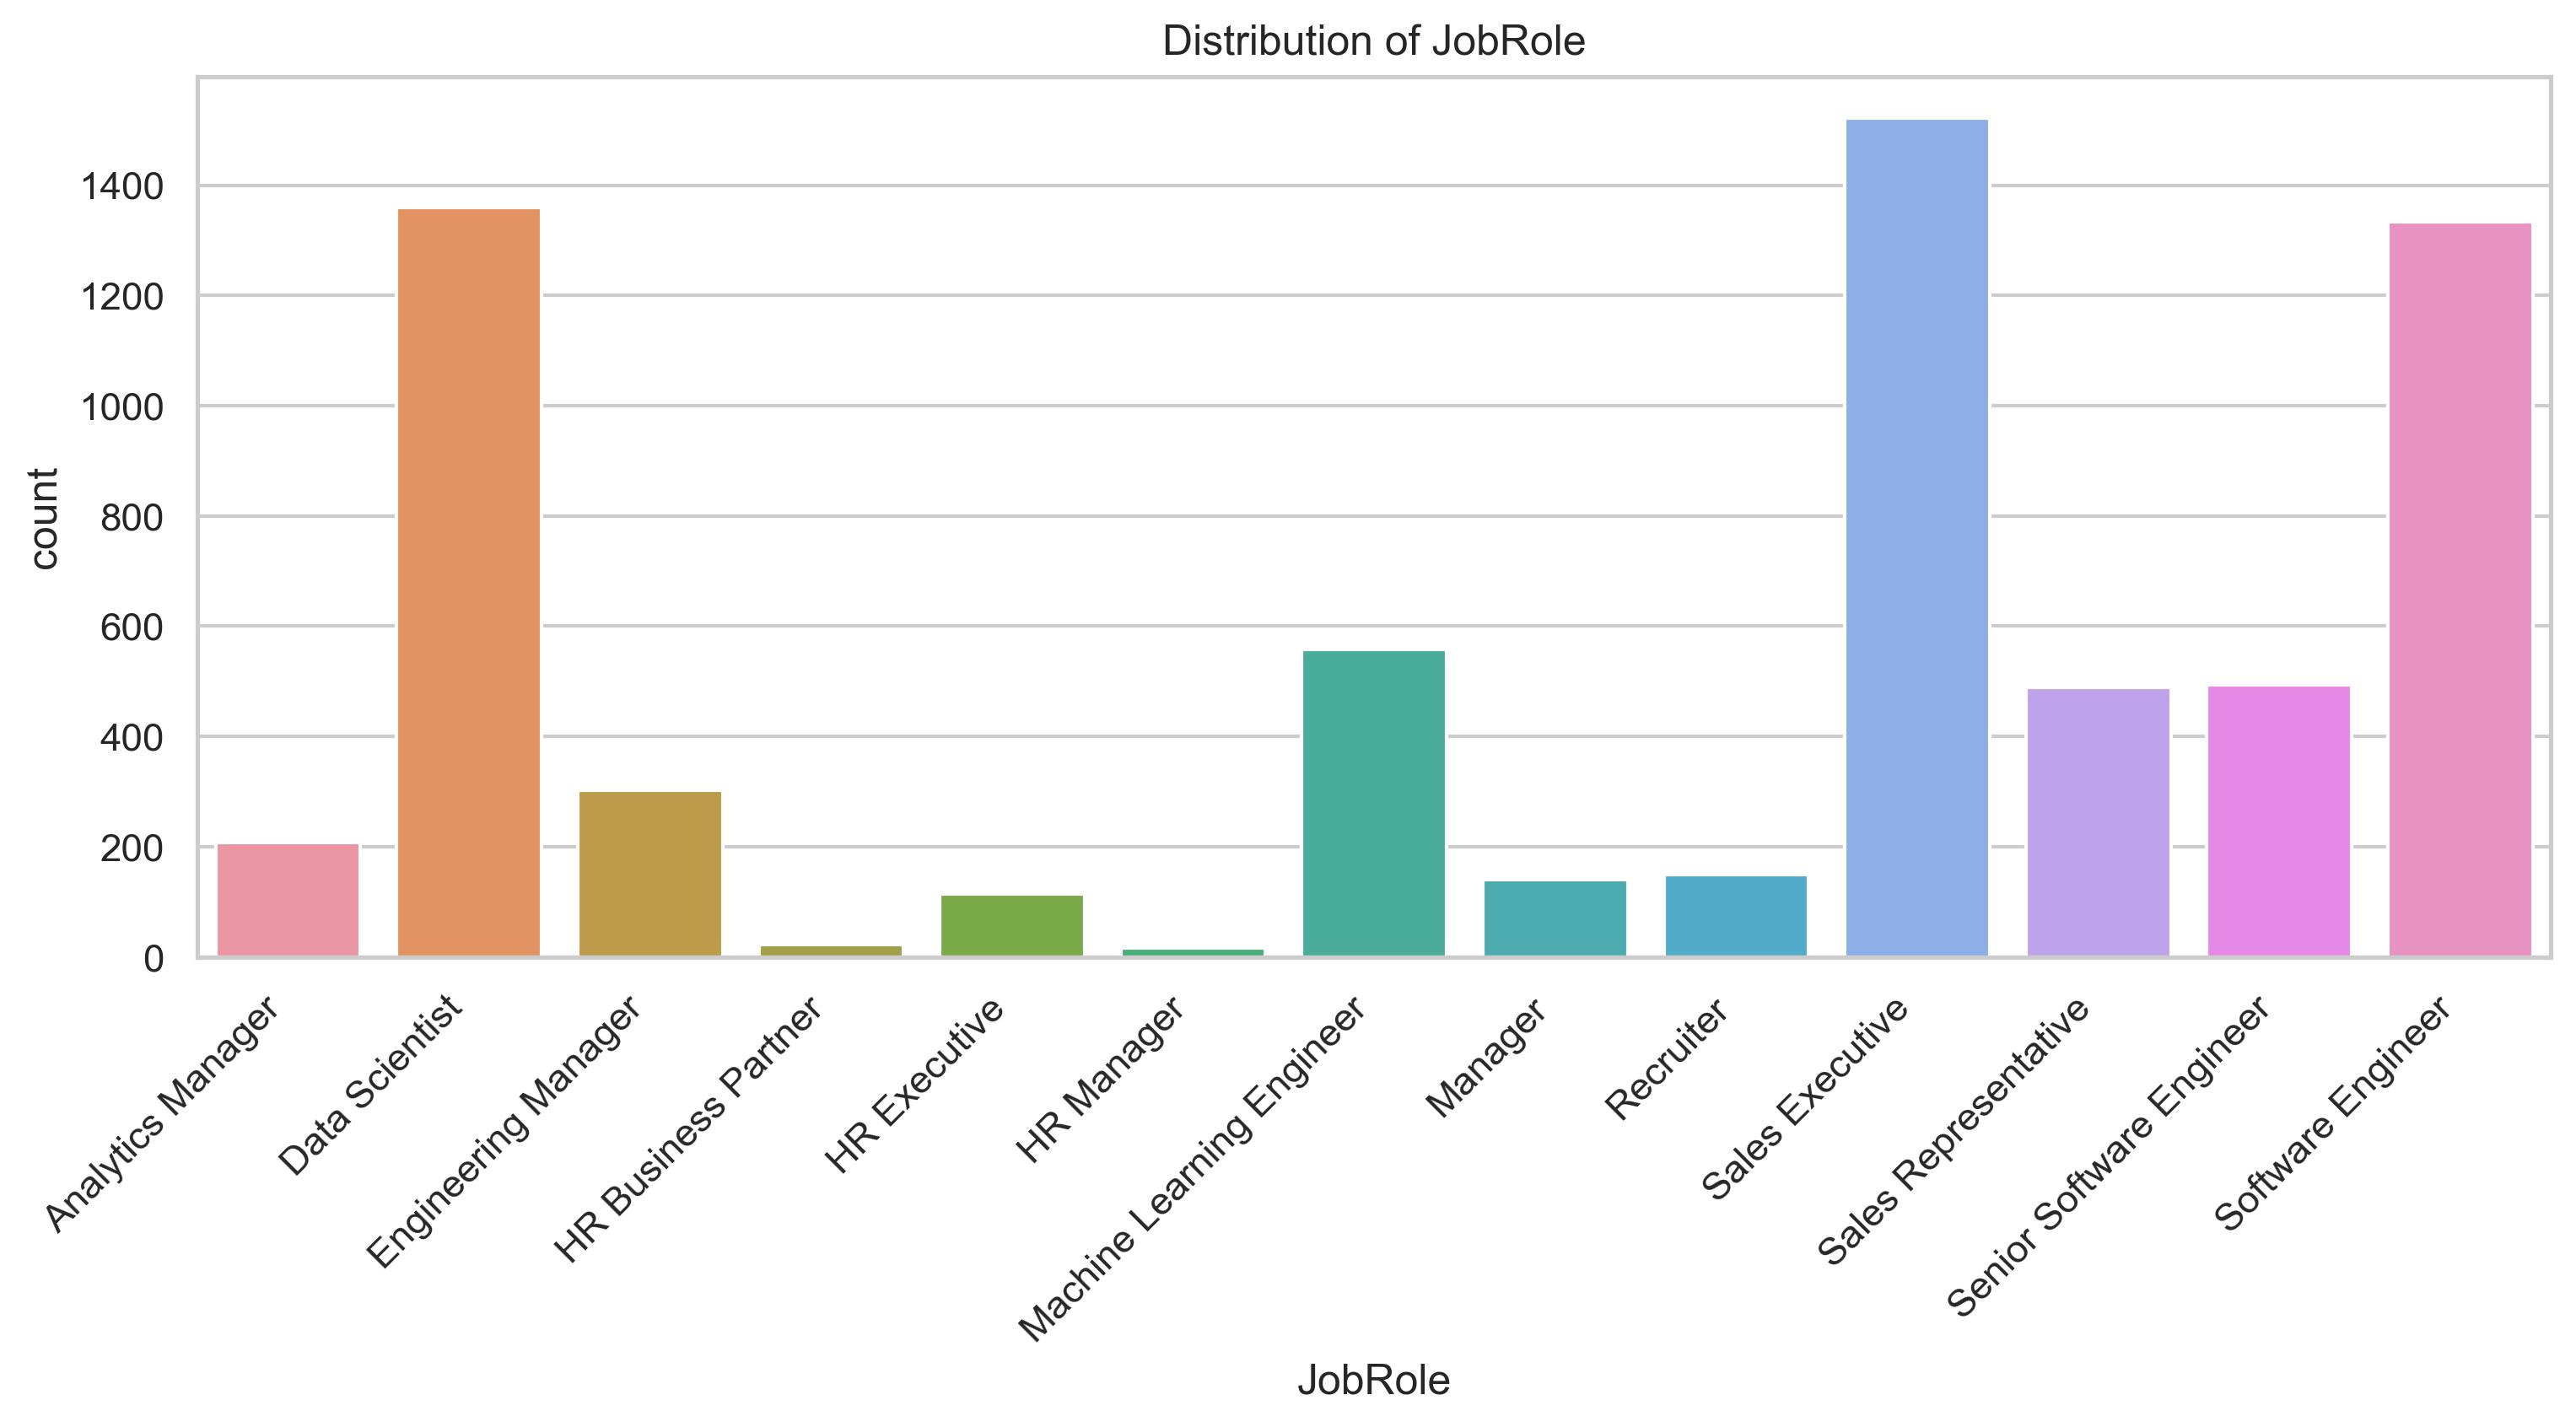 Distribution of JobRole
1400
1200
1000
800
600
400
200
0
count
Analytics Manager
Data Scientist
Engineering Manager
HR Business Partner
HR Executive
HR Manager
Machine Learning Engineer
Manager
Recruiter
Sales Executive
Sales Representative
Senior Software Engineer
Software Engineer
JobRole